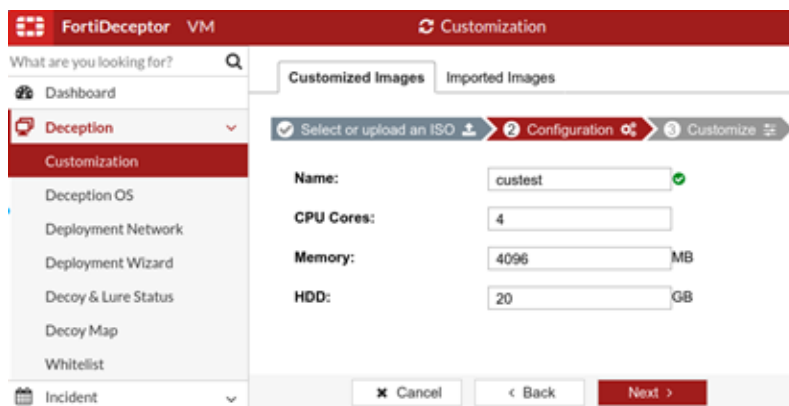 FortiDeceptor VM
Customization
What are you looking for?
Dashboard
Deception
Customization
Deception OS
Deployment Network
Deployment Wizard
Decoy & Lure Status
Decoy Map
Whitelist
Incident
Customized Images Imported Images
Select or upload an ISO 2 Configuration 3 Customize
Name: custest
CPU Cores: 4
Memory: 4096 MB
HDD: 20 GB
Cancel < Back Next >